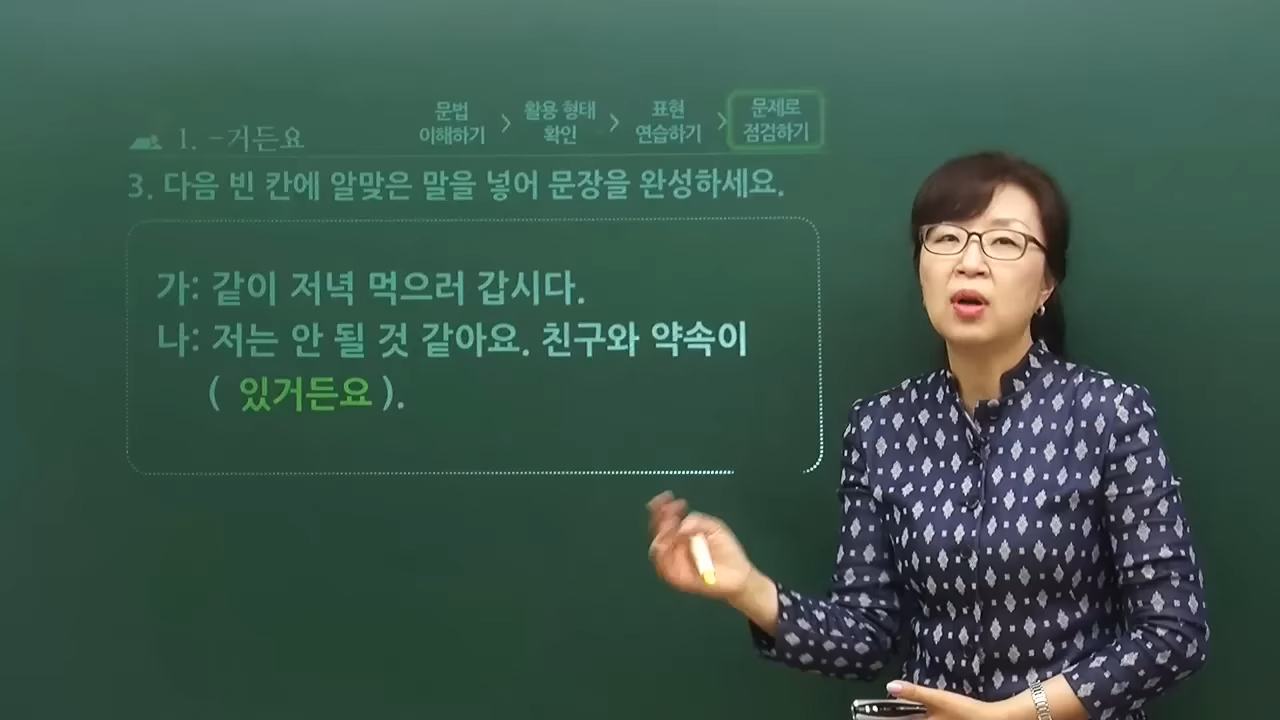 1. -거든요
문법
이해하기
활용 형태
확인
표현
연습하기
문제로
점검하기
3. 다음 빈 칸에 알맞은 말을 넣어 문장을 완성하세요.
가: 같이 저녁 먹으러 갑시다.
나: 저는 안 될 것 같아요. 친구와 약속이
( 있거든요 ).